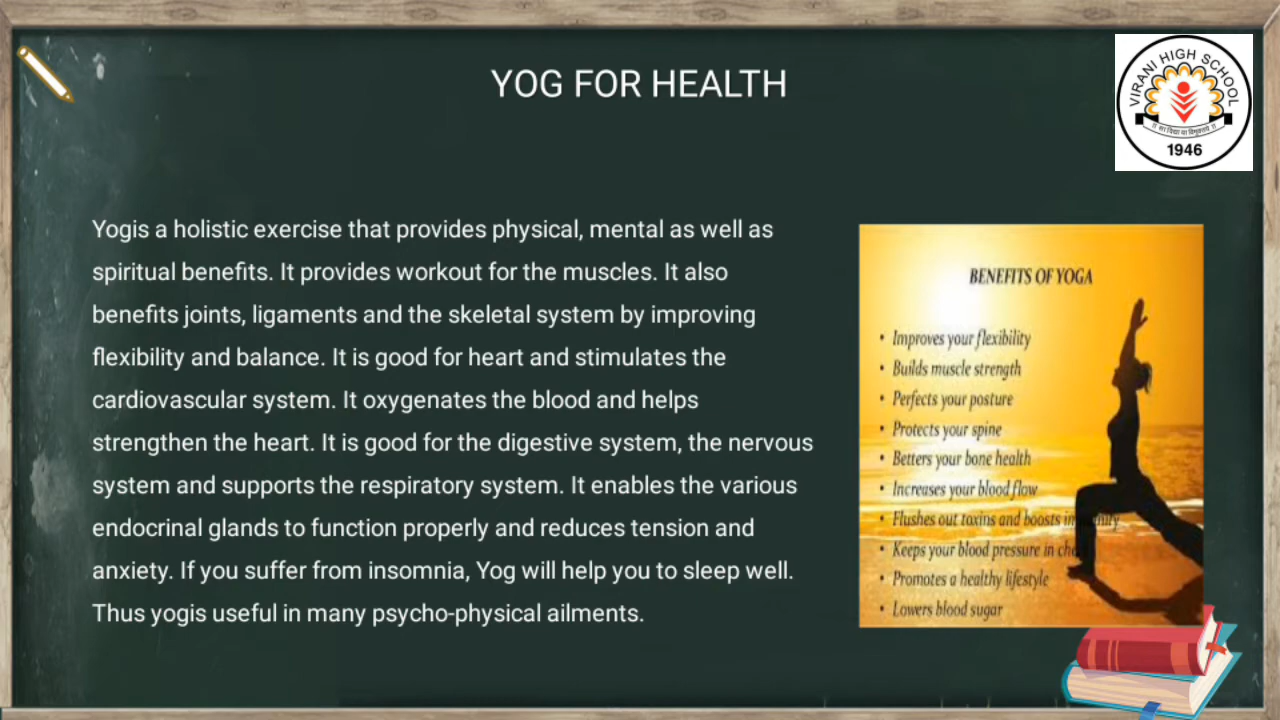 YOG FOR HEALTH
VIRANI HIGH SCHOOL
1946
Yogis a holistic exercise that provides physical, mental as well as
spiritual benefits. It provides workout for the muscles. It also
benefits joints, ligaments and the skeletal system by improving
flexibility and balance. It is good for heart and stimulates the
cardiovascular system. It oxygenates the blood and helps
strengthen the heart. It is good for the digestive system, the nervous
system and supports the respiratory system. It enables the various
endocrinal glands to function properly and reduces tension and
anxiety. If you suffer from insomnia, Yog will help you to sleep well.
Thus yogis useful in many psycho-physical ailments.
BENEFITS OF YOGA
• Improves your flexibility
• Builds muscle strength
• Perfects your posture
• Protects your spine
• Betters your bone health
• Increases your blood flow
• Flushes out toxins and boosts immunity
• Keeps your blood pressure in
• Promotes a healthy lifestyle
• Lowers blood sugar